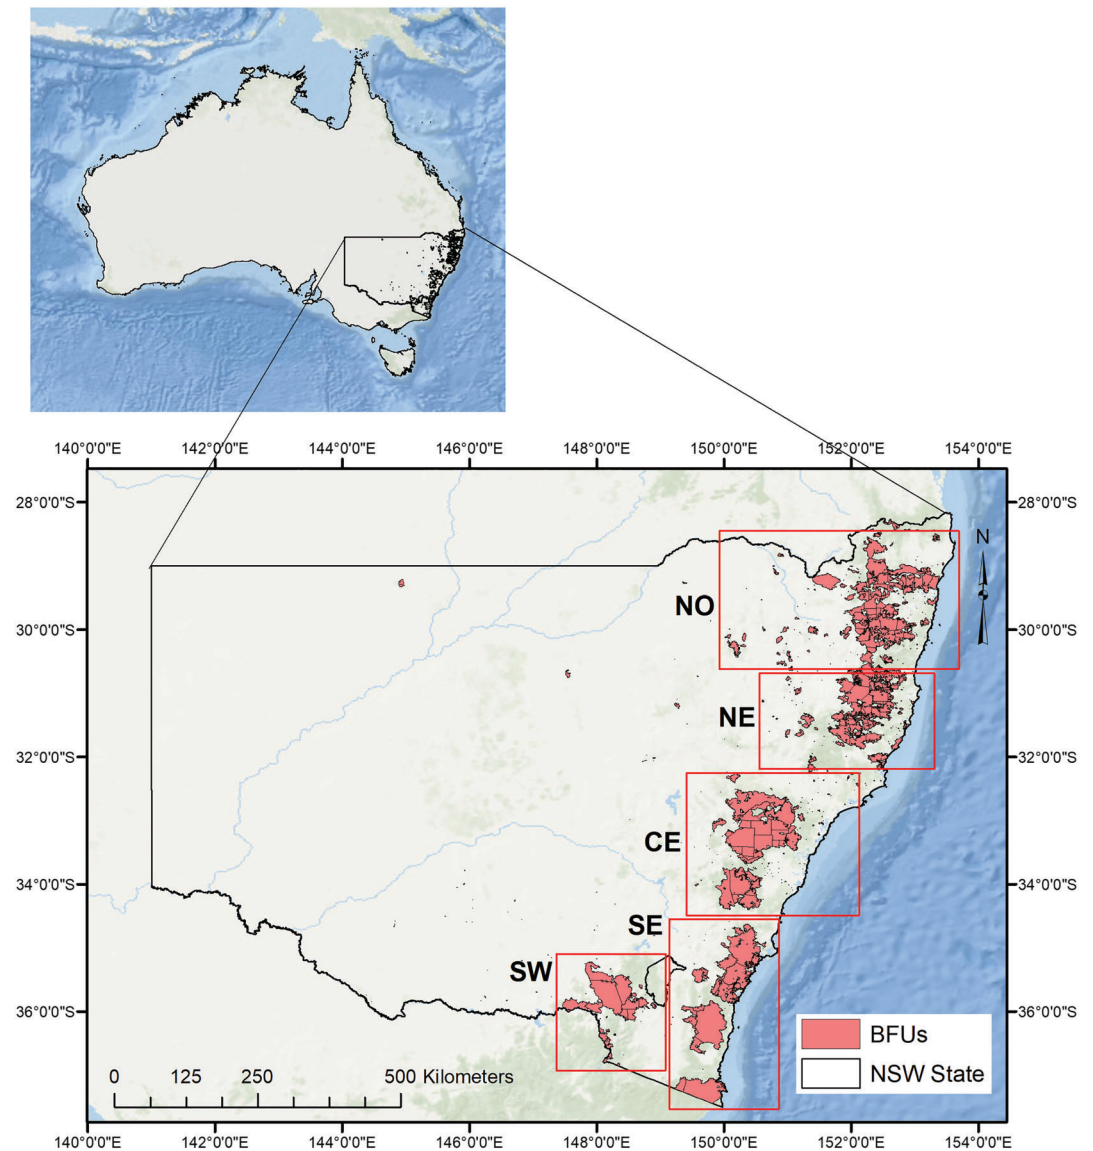 140°0'0"E 142°0'0"E 144°0'0"E 146°0'0"E 148°0'0"E 150°0'0"E 152°0'0"E 154°0'0"E
28°0'0"S 28°0'0"S
N
NO
30°0'0"S 30°0'0"S
NE
32°0'0"S 32°0'0"S
CE
34°0'0"S 34°0'0"S
SE
SW
36°0'0"S 36°0'0"S
BFUs
NSW State
0 125 250 500 Kilometers
140°0'0"E 142°0'0"E 144°0'0"E 146°0'0"E 148°0'0"E 150°0'0"E 152°0'0"E 154°0'0"E